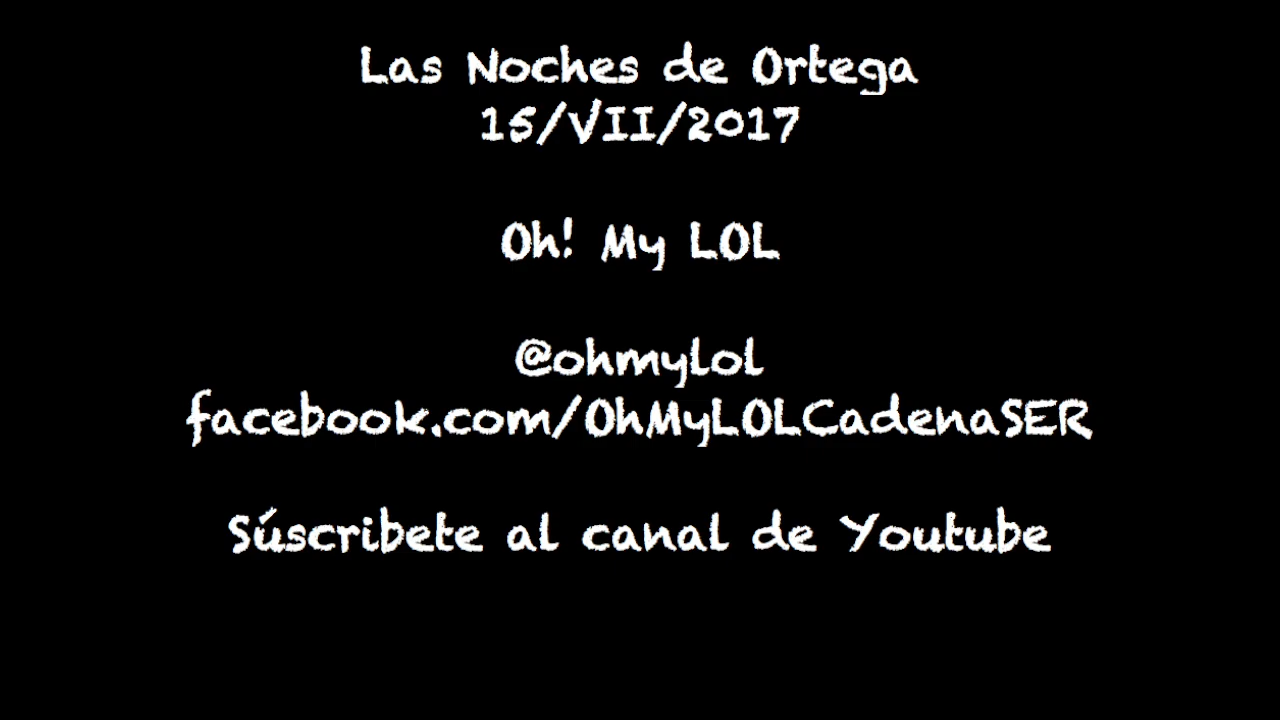 Las Noches de Ortega
15/VII/2017
Oh! My LOL
@ohmylol
facebook.com/OhMyLOLCadenaSER
Súscribete al canal de Youtube